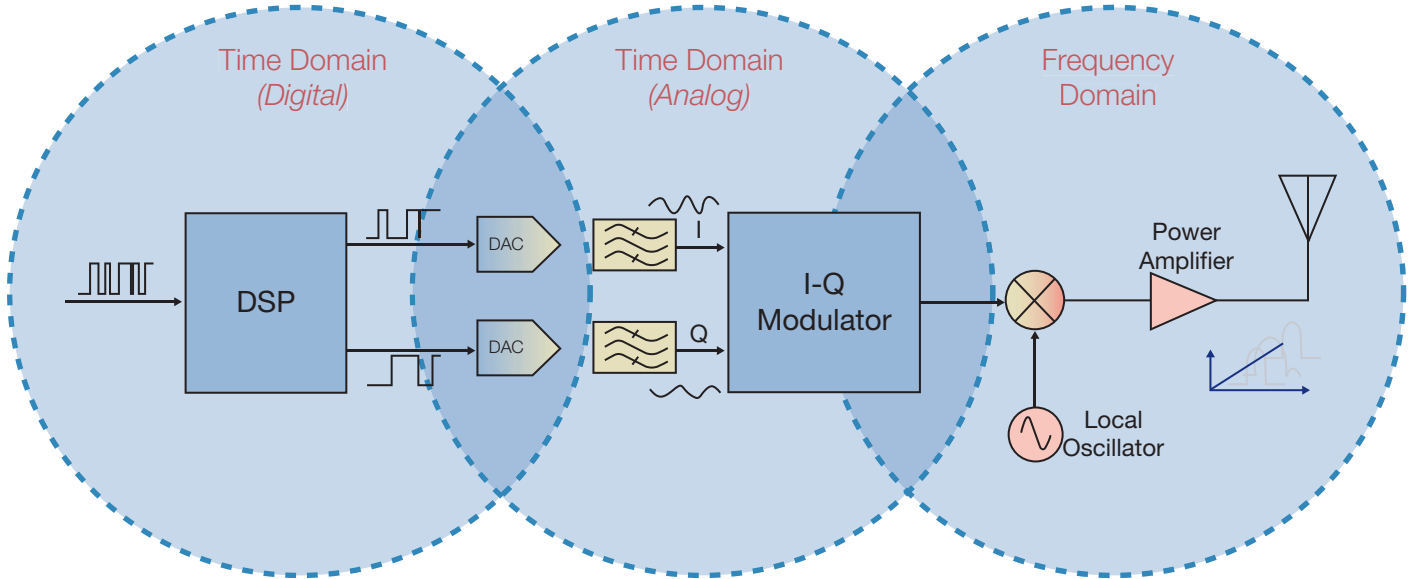 Time Domain
(Digital)
Time Domain
(Analog)
Frequency
Domain
DSP
DAC
DAC
I
Q
I-Q
Modulator
Power
Amplifier
Local
Oscillator